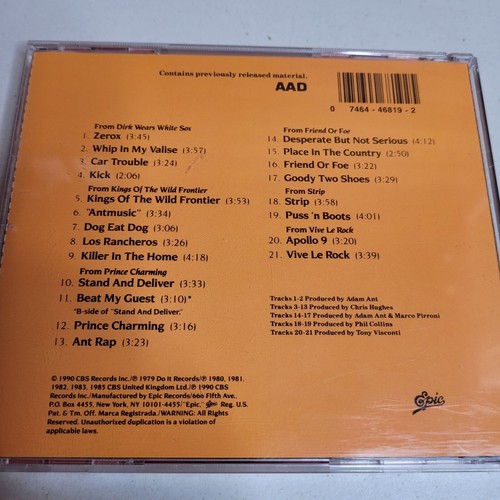 Contains previously released material.
AAD
0 7464-46819-2
From Dirk Wears White Sox
1. Zerox (3:45)
2. Whip In My Valise (3:57)
3. Car Trouble (3:24)
4. Kick (2:06)
From Kings Of The Wild Frontier
5. Kings Of The Wild Frontier (3:53)
6. "Antmusic" (3:34)
7. Dog Eat Dog (3:06)
8. Los Rancheros (3:26)
9. Killer In The Home (4:18)
From Prince Charming
10. Stand And Deliver (3:33)
11. Beat My Guest (3:10)*
*B-side of "Stand And Deliver."
12. Prince Charming (3:16)
13. Ant Rap (3:23)
From Friend Or Foe
14. Desperate But Not Serious (4:12)
15. Place In The Country (2:50)
16. Friend Or Foe (3:22)
17. Goody Two Shoes (3:29)
From Strip
18. Strip (3:58)
19. Puss 'n Boots (4:01)
From Vive Le Rock
20. Apollo 9 (3:20)
21. Vive Le Rock (3:39)
Tracks 1-2 Produced by Adam Ant
Tracks 3-13 Produced by Chris Hughes
Tracks 14-17 Produced by Adam Ant & Marco Pirroni
Tracks 18-19 Produced by Phil Collins
Tracks 20-21 Produced by Tony Visconti
© 1990 CBS Records Inc./℗ 1979 Do It Records/℗ 1980, 1981,
1982, 1983, 1985 CBS United Kingdom Ltd./℗ 1990 CBS
Records Inc./Manufactured by Epic Records/666 Fifth Ave.,
P.O. Box 4455, New York, NY 10101-4455/"Epic," Epic Reg. U.S.
Pat. & Tm. Off. Marca Registrada./WARNING: All Rights
Reserved. Unauthorized duplication is a violation of
applicable laws.
Epic